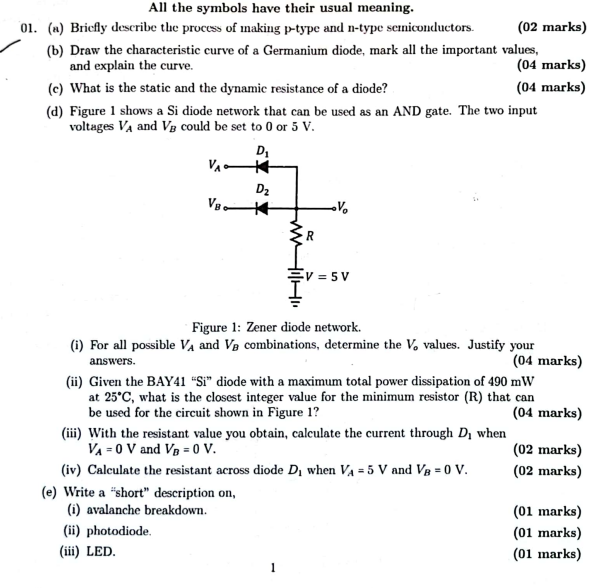 All the symbols have their usual meaning.
01. (a) Briefly describe the process of making p-type and n-type semiconductors. (02 marks)
(b) Draw the characteristic curve of a Germanium diode, mark all the important values,
and explain the curve. (04 marks)
(c) What is the static and the dynamic resistance of a diode? (04 marks)
(d) Figure 1 shows a Si diode network that can be used as an AND gate. The two input
voltages V_A and V_B could be set to 0 or 5 V.
D₁
V_A
D₂
V_B
V_o
R
V = 5 V
Figure 1: Zener diode network.
(i) For all possible V_A and V_B combinations, determine the V_o values. Justify your
answers. (04 marks)
(ii) Given the BAY41 “Si” diode with a maximum total power dissipation of 490 mW
at 25°C, what is the closest integer value for the minimum resistor (R) that can
be used for the circuit shown in Figure 1? (04 marks)
(iii) With the resistant value you obtain, calculate the current through D₁ when
V_A = 0 V and V_B = 0 V. (02 marks)
(iv) Calculate the resistant across diode D₁ when V_A = 5 V and V_B = 0 V. (02 marks)
(e) Write a “short” description on,
(i) avalanche breakdown. (01 marks)
(ii) photodiode. (01 marks)
(iii) LED. (01 marks)
1